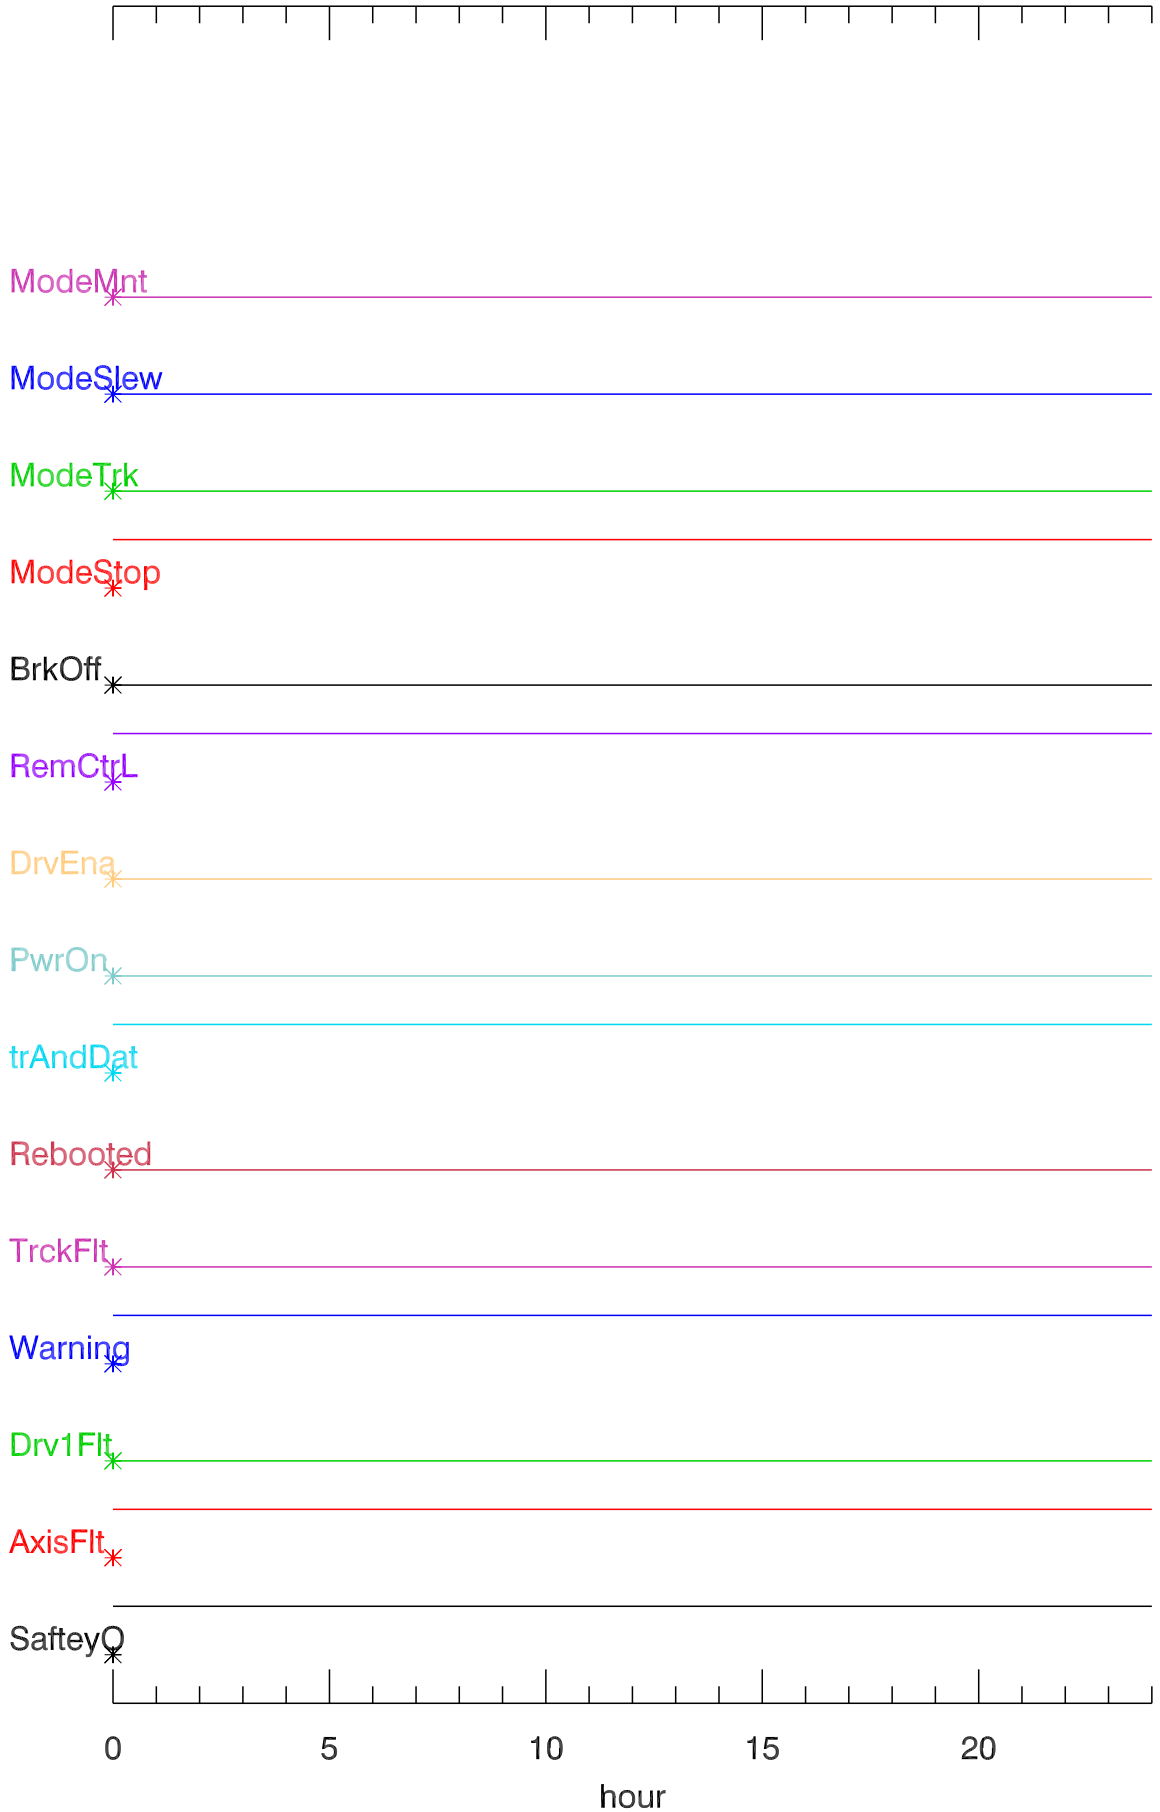 ModeMnt
ModeSlew
ModeTrk
ModeStop
BrkOff
RemCtrL
DrvEna
PwrOn
trAndDat
Rebooted
TrckFlt
Warning
Drv1Flt
AxisFlt
SafteyO
0 5 10 15 20
hour